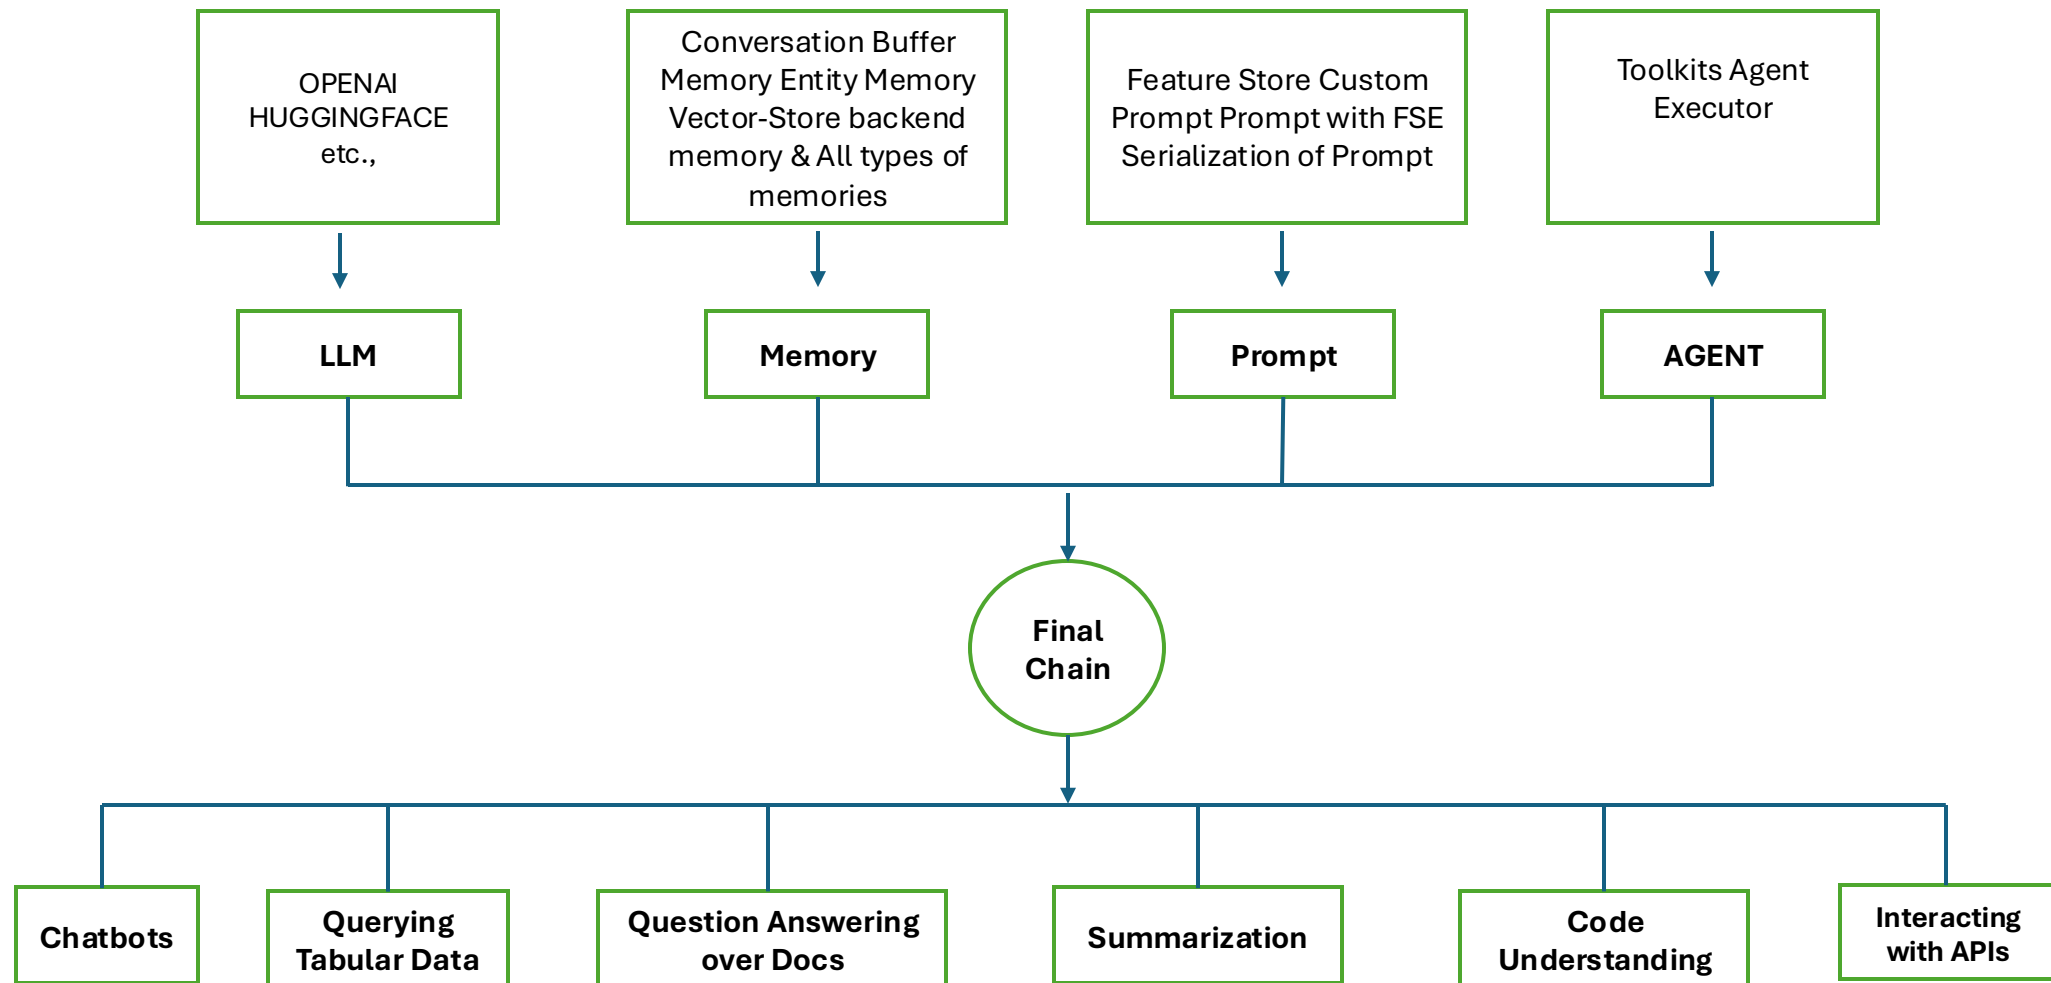 OPENAI
HUGGINGFACE
etc.,
Conversation Buffer
Memory Entity Memory
Vector-Store backend
memory & All types of
memories
Feature Store Custom
Prompt Prompt with FSE
Serialization of Prompt
Toolkits Agent
Executor
LLM
Memory
Prompt
AGENT
Final
Chain
Chatbots
Querying
Tabular Data
Question Answering
over Docs
Summarization
Code
Understanding
Interacting
with APIs